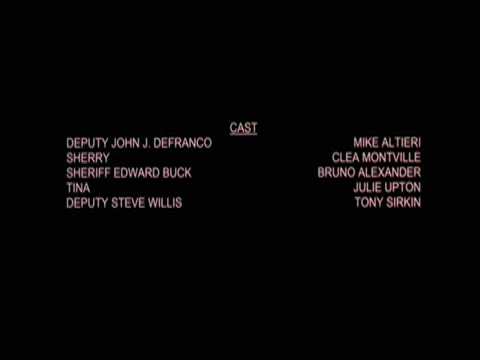 CAST
DEPUTY JOHN J. DEFRANCO MIKE ALTIERI
SHERRY CLEA MONTVILLE
SHERIFF EDWARD BUCK BRUNO ALEXANDER
TINA JULIE UPTON
DEPUTY STEVE WILLIS TONY SIRKIN